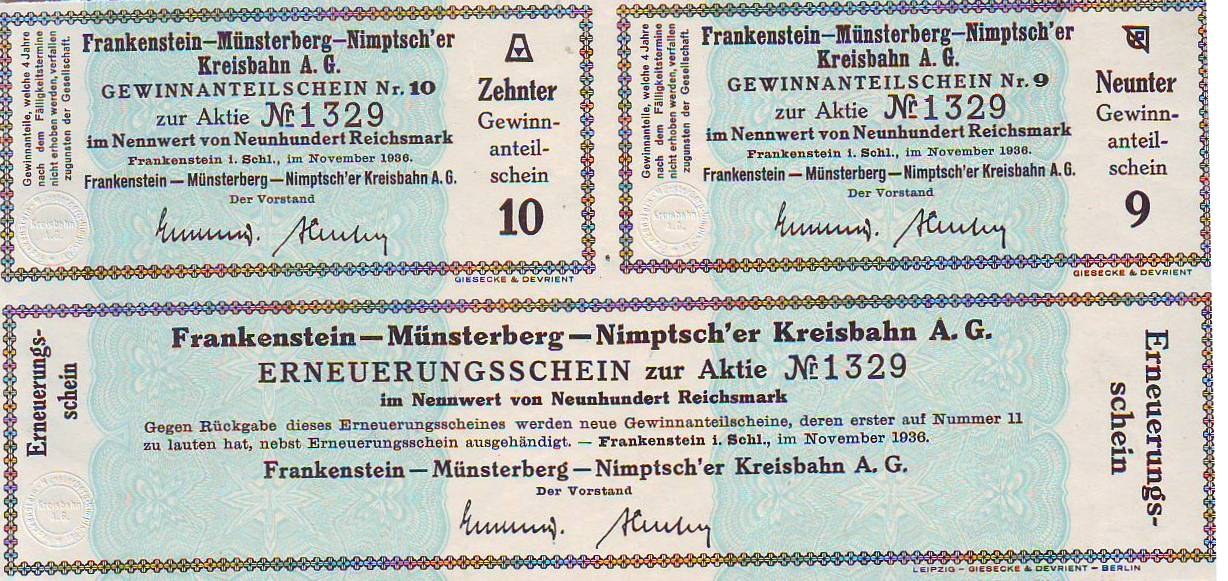 Gewinnanteile, welche 4 Jahre
nach dem Fälligkeitstermine
nicht erhoben werden, verfallen
zugunsten der Gesellschaft.
Frankenstein—Münsterberg—Nimptsch'er
Kreisbahn A. G.
GEWINNANTEILSCHEIN Nr. 10
zur Aktie № 1329
im Nennwert von Neunhundert Reichsmark
Frankenstein i. Schl., im November 1936.
Frankenstein — Münsterberg — Nimptsch'er Kreisbahn A. G.
Der Vorstand
Zehnter
Gewinn-
anteil-
schein
10
GIESECKE & DEVRIENT
Gewinnanteile, welche 4 Jahre
nach dem Fälligkeitstermine
nicht erhoben werden, verfallen
zugunsten der Gesellschaft.
Frankenstein—Münsterberg—Nimptsch'er
Kreisbahn A. G.
GEWINNANTEILSCHEIN Nr. 9
zur Aktie № 1329
im Nennwert von Neunhundert Reichsmark
Frankenstein i. Schl., im November 1936.
Frankenstein — Münsterberg — Nimptsch'er Kreisbahn A. G.
Der Vorstand
Neunter
Gewinn-
anteil-
schein
9
GIESECKE & DEVRIENT
Erneuerungs-
schein
Frankenstein — Münsterberg — Nimptsch'er Kreisbahn A. G.
ERNEUERUNGSSCHEIN zur Aktie № 1329
im Nennwert von Neunhundert Reichsmark
Gegen Rückgabe dieses Erneuerungsscheines werden neue Gewinnanteilscheine, deren erster auf Nummer 11
zu lauten hat, nebst Erneuerungsschein ausgehändigt. — Frankenstein i. Schl., im November 1936.
Frankenstein — Münsterberg — Nimptsch'er Kreisbahn A. G.
Der Vorstand
Erneuerungs-
schein
LEIPZIG – GIESECKE & DEVRIENT – BERLIN